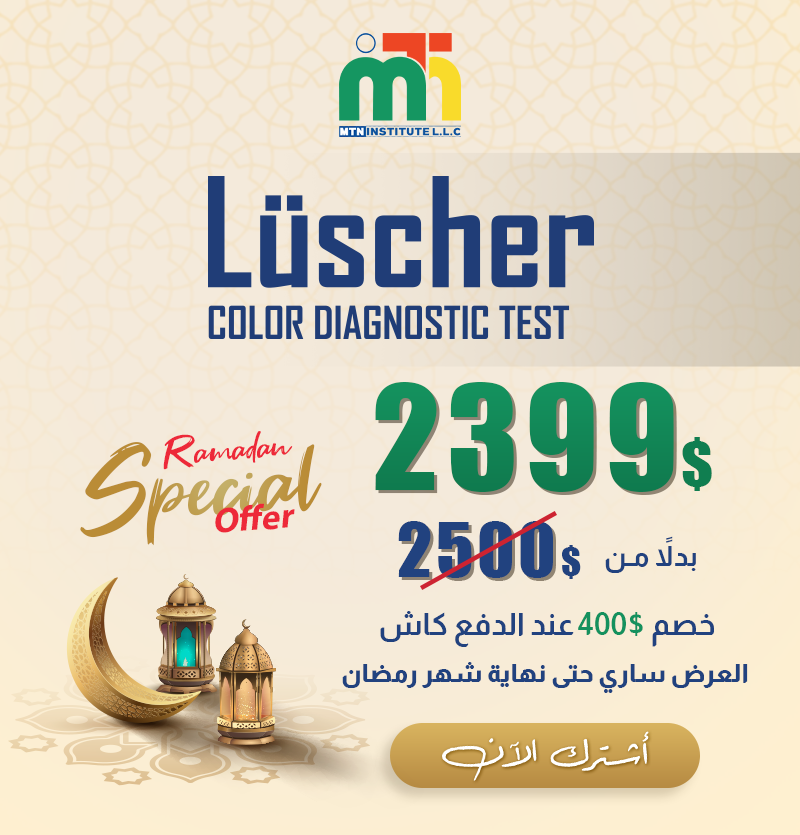 MTN INSTITUTE L.L.C
Lüscher
COLOR DIAGNOSTIC TEST
2399$
Ramadan
Special
Offer
بدلًا من 2500$
خصم 400$ عند الدفع كاش
العرض ساري حتى نهاية شهر رمضان
أشترك الآن